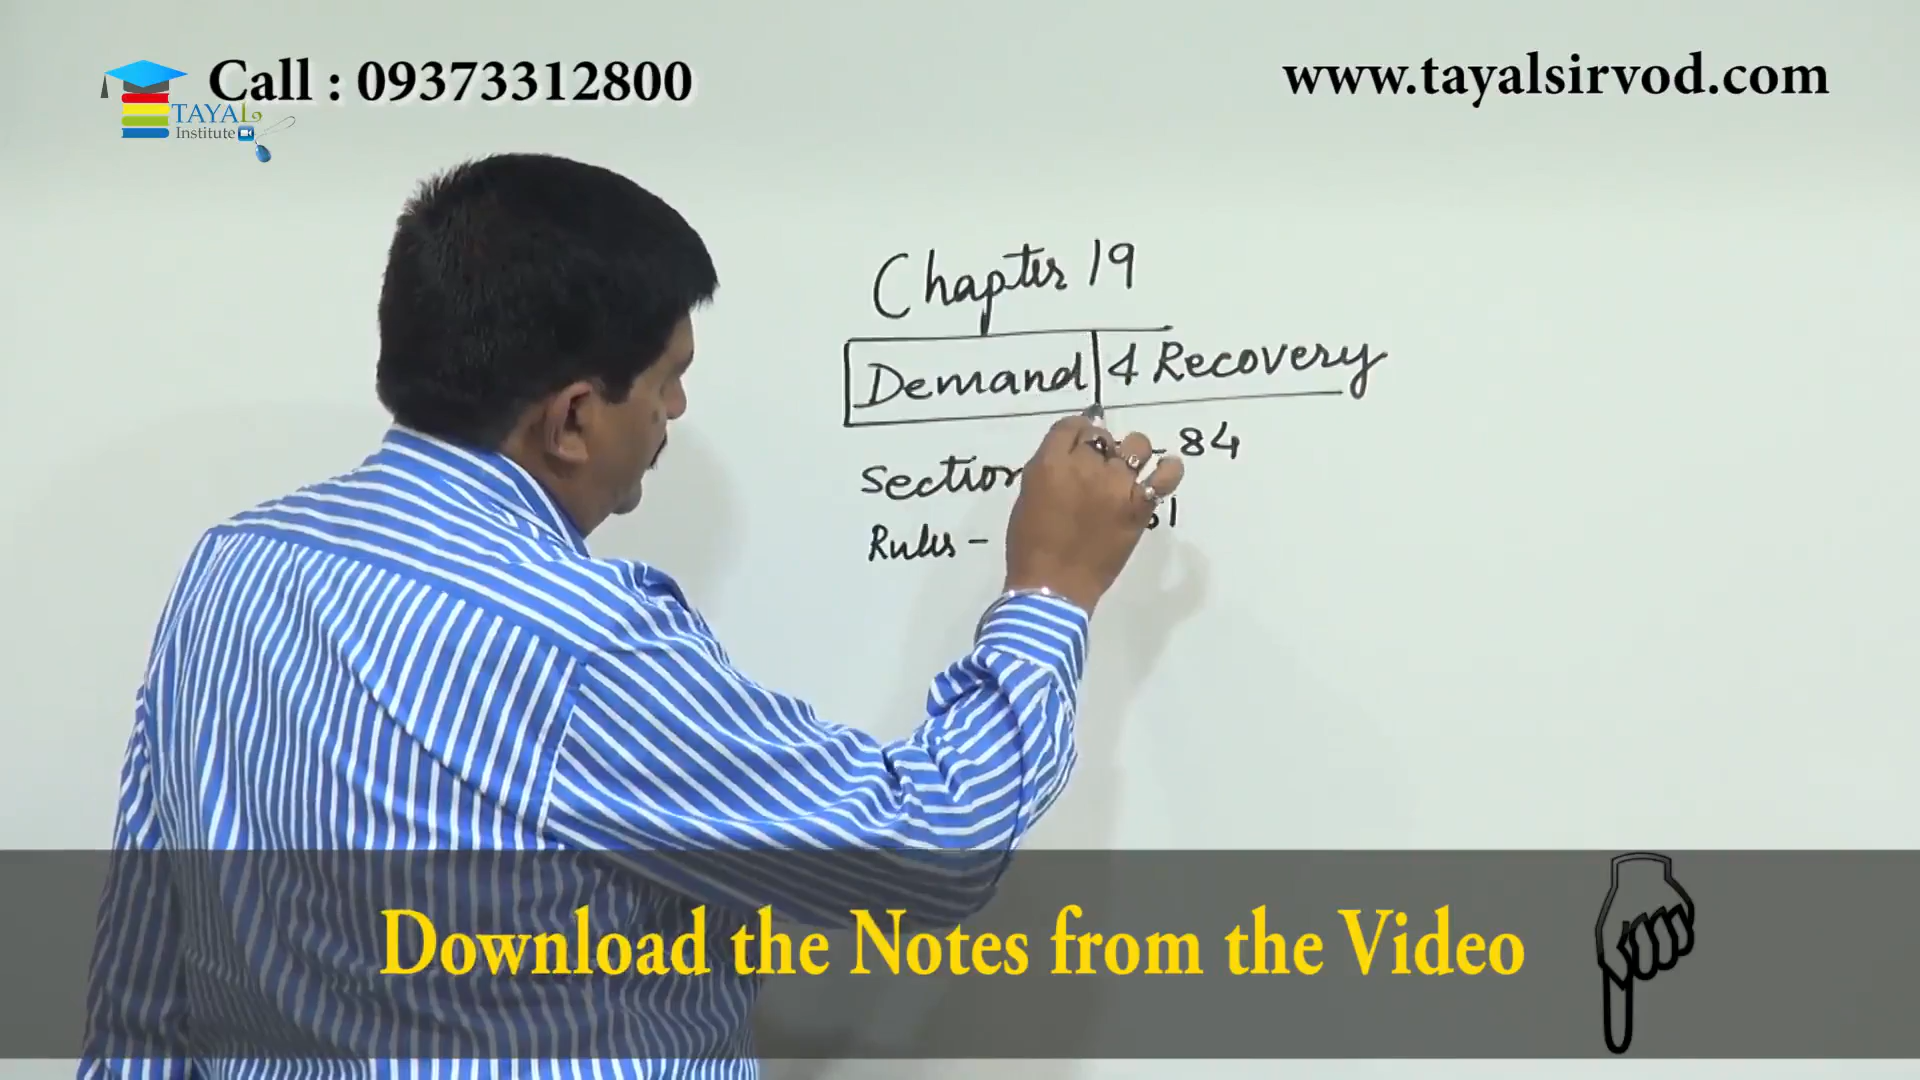 Call : 09373312800
www.tayalsirvod.com
TAYAL
Institute
Chapter 19
Demand & Recovery
Section - 84
Rules - 61
Download the Notes from the Video